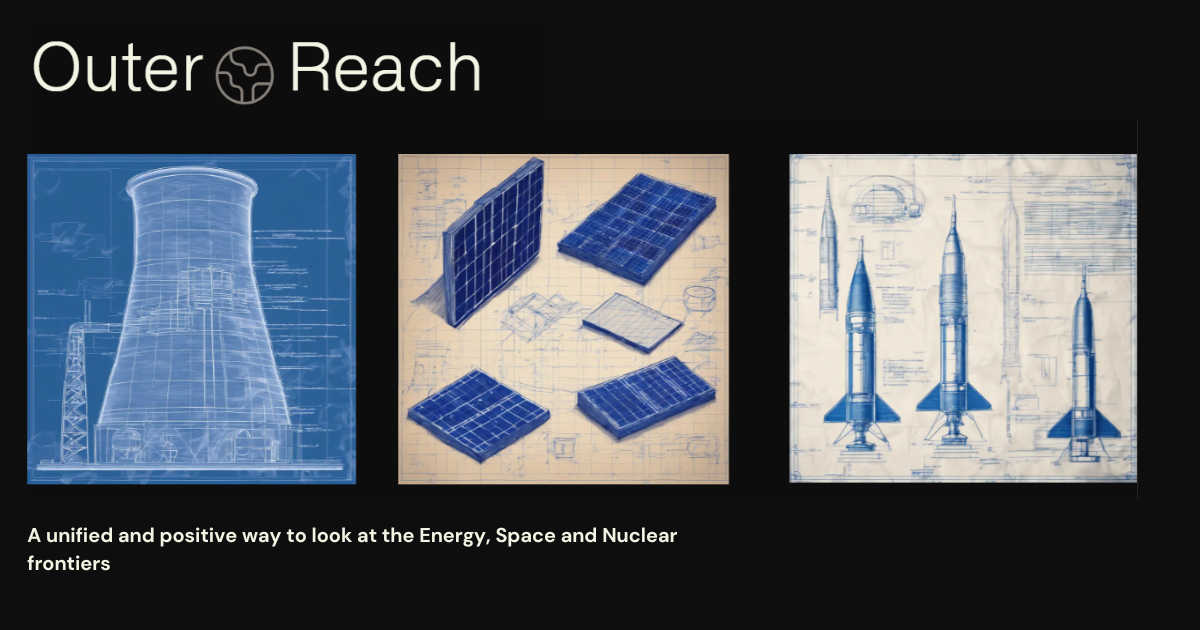 Outer Reach
A unified and positive way to look at the Energy, Space and Nuclear
frontiers